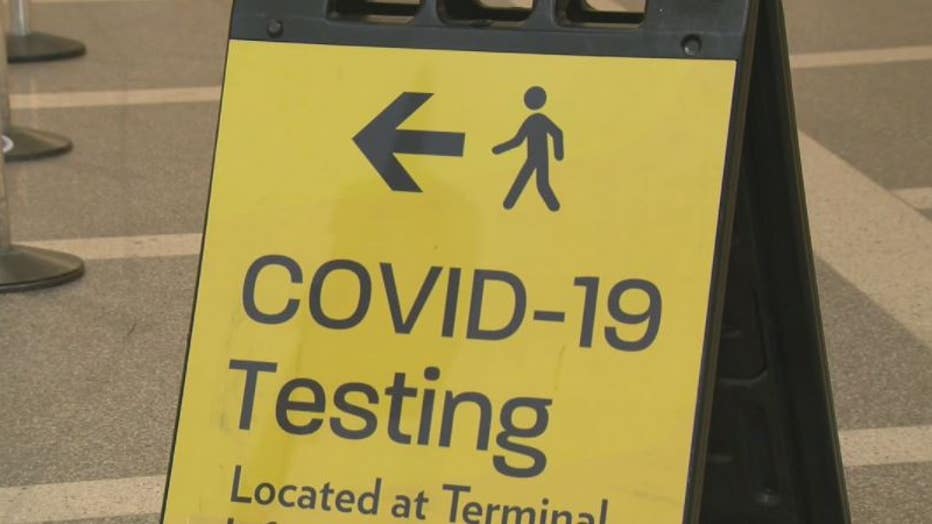 COVID-19
Testing
Located at Terminal